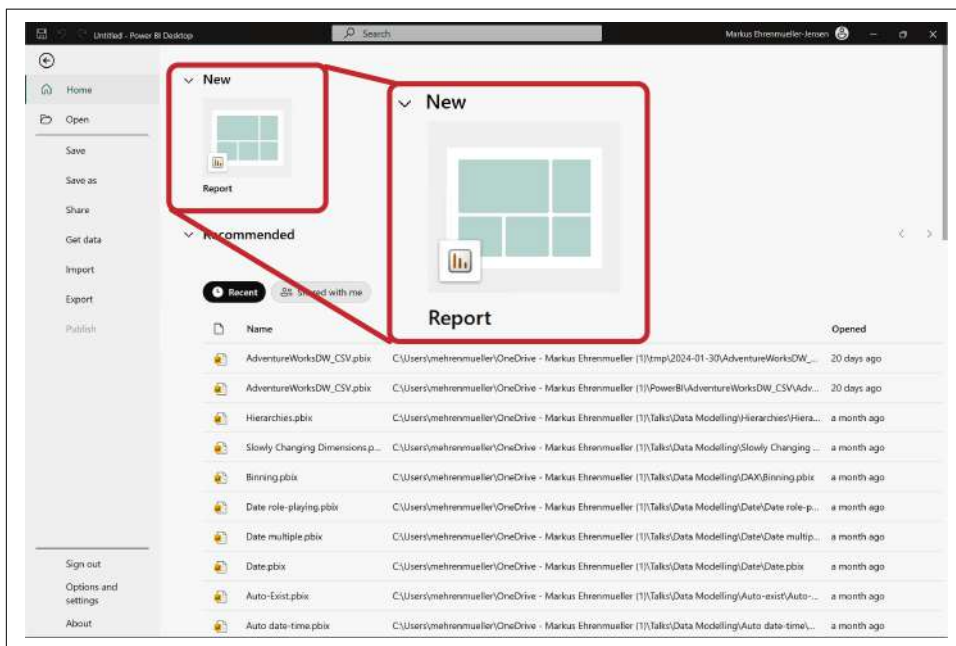 Untitled - Power BI Desktop
Search
Markus Ehrenmueller-Jensen
Home
Open
Save
Save as
Share
Get data
Import
Export
Publish
Sign out
Options and
settings
About
New
Report
New
Report
Recommended
Recent
Shared with me
Name
Opened
AdventureWorksDW_CSV.pbix C:\Users\mehrenmueller\OneDrive - Markus Ehrenmueller (1)\tmp\2024-01-30\AdventureWorksDW_... 20 days ago
AdventureWorksDW_CSV.pbix C:\Users\mehrenmueller\OneDrive - Markus Ehrenmueller (1)\PowerBI\AdventureWorksDW_CSV\Adv... 20 days ago
Hierarchies.pbix C:\Users\mehrenmueller\OneDrive - Markus Ehrenmueller (1)\Talks\Data Modelling\Hierarchies\Hiera... a month ago
Slowly Changing Dimensions.p... C:\Users\mehrenmueller\OneDrive - Markus Ehrenmueller (1)\Talks\Data Modelling\Slowly Changing ... a month ago
Binning.pbix C:\Users\mehrenmueller\OneDrive - Markus Ehrenmueller (1)\Talks\Data Modelling\DAX\Binning.pbix a month ago
Date role-playing.pbix C:\Users\mehrenmueller\OneDrive - Markus Ehrenmueller (1)\Talks\Data Modelling\Date\Date role-p... a month ago
Date multiple.pbix C:\Users\mehrenmueller\OneDrive - Markus Ehrenmueller (1)\Talks\Data Modelling\Date\Date multip... a month ago
Date.pbix C:\Users\mehrenmueller\OneDrive - Markus Ehrenmueller (1)\Talks\Data Modelling\Date\Date.pbix a month ago
Auto-Exist.pbix C:\Users\mehrenmueller\OneDrive - Markus Ehrenmueller (1)\Talks\Data Modelling\Auto-exist\Auto-... a month ago
Auto date-time.pbix C:\Users\mehrenmueller\OneDrive - Markus Ehrenmueller (1)\Talks\Data Modelling\Auto date-time\... a month ago